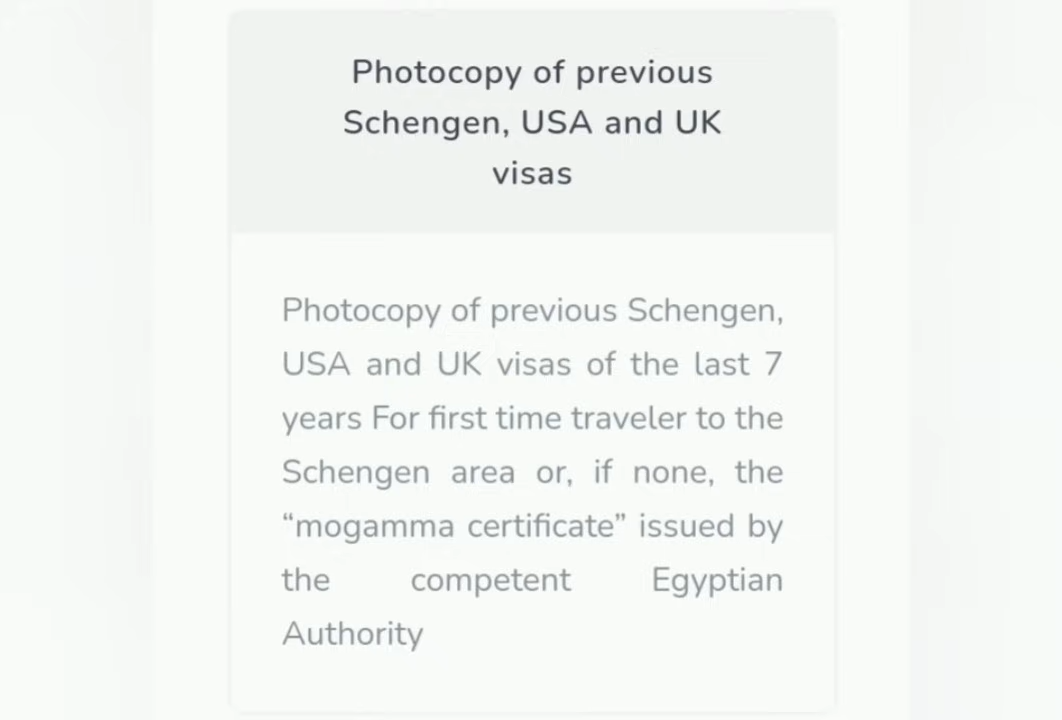 Photocopy of previous
Schengen, USA and UK
visas
Photocopy of previous Schengen,
USA and UK visas of the last 7
years For first time traveler to the
Schengen area or, if none, the
“mogamma certificate” issued by
the competent Egyptian
Authority